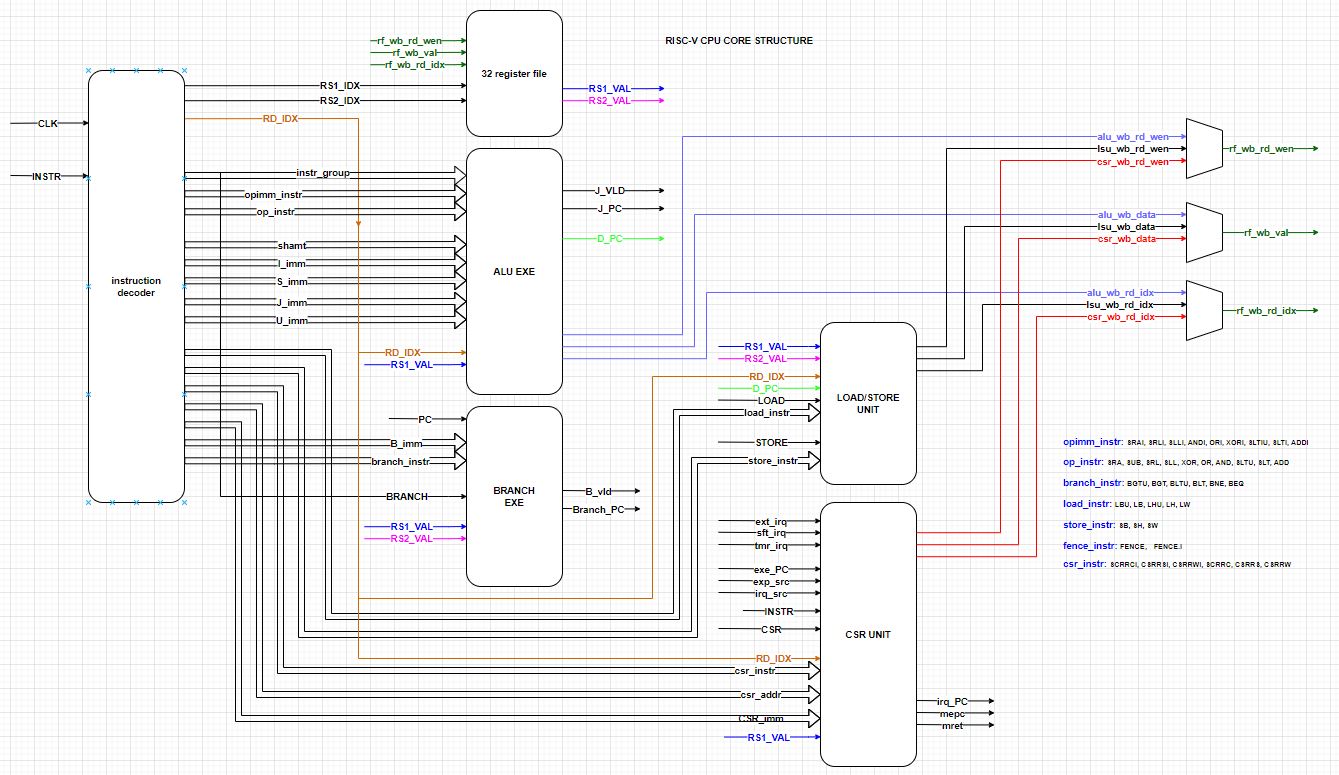 RISC-V CPU CORE STRUCTURE
rf_wb_rd_wen
rf_wb_val
rf_wb_rd_idx
32 register file
RS1_IDX
RS2_IDX
RD_IDX
RS1_VAL
RS2_VAL
CLK
INSTR
instruction
decoder
instr_group
opimm_instr
op_instr
shamt
I_imm
S_imm
J_imm
U_imm
RD_IDX
RS1_VAL
ALU EXE
J_VLD
J_PC
D_PC
PC
B_imm
branch_instr
BRANCH
RS1_VAL
RS2_VAL
BRANCH
EXE
B_vld
Branch_PC
RS1_VAL
RS2_VAL
RD_IDX
D_PC
LOAD
load_instr
STORE
store_instr
LOAD/STORE
UNIT
ext_irq
sft_irq
tmr_irq
exe_PC
exp_src
irq_src
INSTR
CSR
RD_IDX
csr_instr
csr_addr
CSR_imm
RS1_VAL
CSR UNIT
irq_PC
mepc
mret
alu_wb_rd_wen
lsu_wb_rd_wen
csr_wb_rd_wen
rf_wb_rd_wen
alu_wb_data
lsu_wb_data
csr_wb_data
rf_wb_val
alu_wb_rd_idx
lsu_wb_rd_idx
csr_wb_rd_idx
rf_wb_rd_idx
opimm_instr: SRAI, SRLI, SLLI, ANDI, ORI, XORI, SLTIU, SLTI, ADDI
op_instr: SRA, SUB, SRL, SLL, XOR, OR, AND, SLTU, SLT, ADD
branch_instr: BGTU, BGT, BLTU, BLT, BNE, BEQ
load_instr: LBU, LB, LHU, LH, LW
store_instr: SB, SH, SW
fence_instr: FENCE, FENCE.I
csr_instr: SCRRCI, CSRRSI, CSRRWI, SCRRC, CSRRS, CSRRW